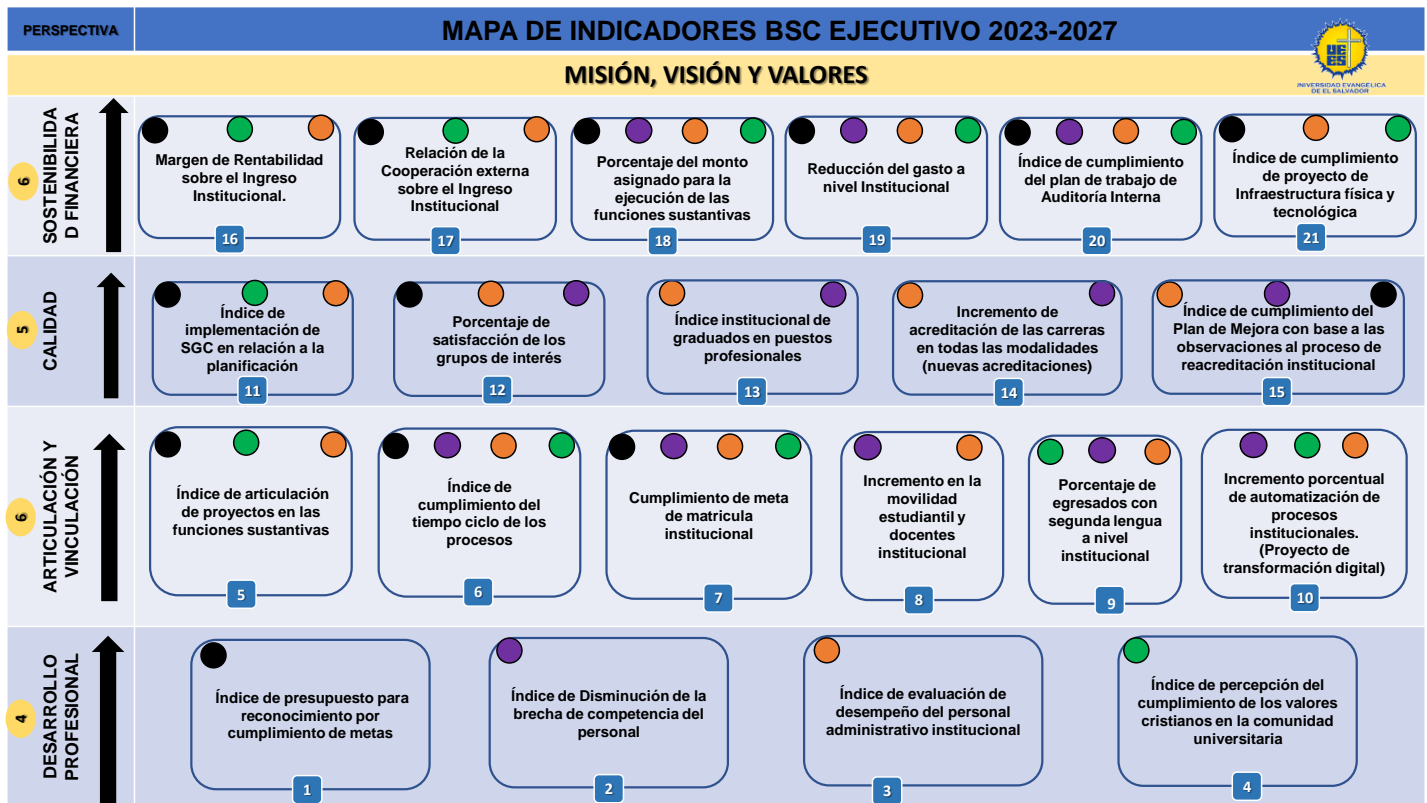 PERSPECTIVA
MAPA DE INDICADORES BSC EJECUTIVO 2023-2027
UE
ES
UNIVERSIDAD EVANGÉLICA
DE EL SALVADOR
MISIÓN, VISIÓN Y VALORES
6
SOSTENIBILIDA
D FINANCIERA
Margen de Rentabilidad
sobre el Ingreso
Institucional.
16
Relación de la
Cooperación externa
sobre el Ingreso
Institucional
17
Porcentaje del monto
asignado para la
ejecución de las
funciones sustantivas
18
Reducción del gasto a
nivel Institucional
19
Índice de cumplimiento
del plan de trabajo de
Auditoría Interna
20
Índice de cumplimiento
de proyecto de
Infraestructura física y
tecnológica
21
5
CALIDAD
Índice de
implementación de
SGC en relación a la
planificación
11
Porcentaje de
satisfacción de los
grupos de interés
12
Índice institucional de
graduados en puestos
profesionales
13
Incremento de
acreditación de las carreras
en todas las modalidades
(nuevas acreditaciones)
14
Índice de cumplimiento del
Plan de Mejora con base a las
observaciones al proceso de
reacreditación institucional
15
6
ARTICULACIÓN Y
VINCULACIÓN
Índice de articulación
de proyectos en las
funciones sustantivas
5
Índice de
cumplimiento del
tiempo ciclo de los
procesos
6
Cumplimiento de meta
de matricula
institucional
7
Incremento en la
movilidad
estudiantil y
docentes
institucional
8
Porcentaje de
egresados con
segunda lengua
a nivel
institucional
9
Incremento porcentual
de automatización de
procesos
institucionales.
(Proyecto de
transformación digital)
10
4
DESARROLLO
PROFESIONAL
Índice de presupuesto para
reconocimiento por
cumplimiento de metas
1
Índice de Disminución de la
brecha de competencia del
personal
2
Índice de evaluación de
desempeño del personal
administrativo institucional
3
Índice de percepción del
cumplimiento de los valores
cristianos en la comunidad
universitaria
4